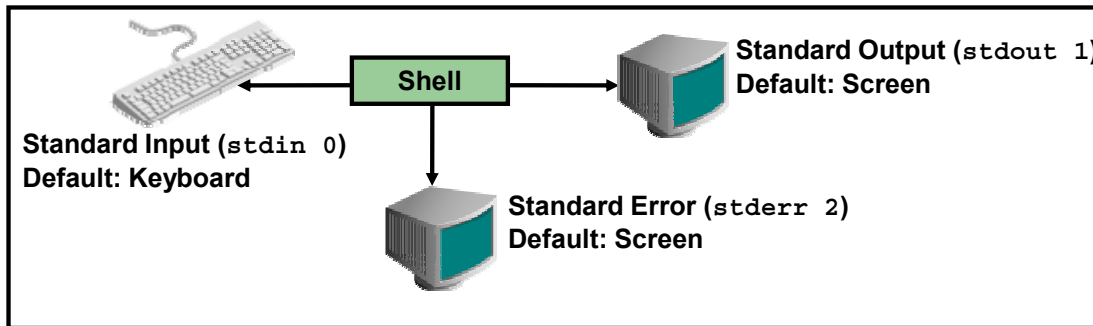 Shell
Standard Output (stdout 1)
Default: Screen
Standard Input (stdin 0)
Default: Keyboard
Standard Error (stderr 2)
Default: Screen